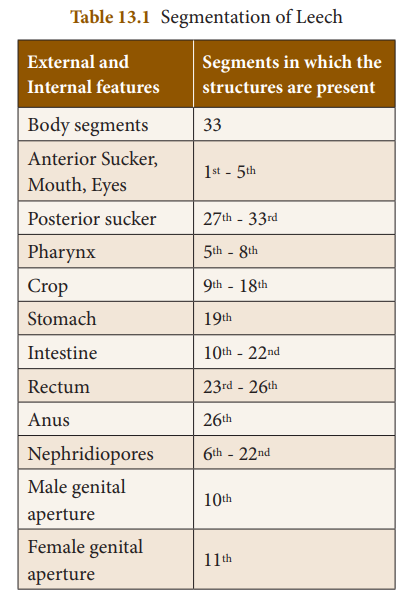 Table 13.1 Segmentation of Leech
External and Internal features | Segments in which the structures are present
Body segments | 33
Anterior Sucker, Mouth, Eyes | 1st - 5th
Posterior sucker | 27th - 33rd
Pharynx | 5th - 8th
Crop | 9th - 18th
Stomach | 19th
Intestine | 10th - 22nd
Rectum | 23rd - 26th
Anus | 26th
Nephridiopores | 6th - 22nd
Male genital aperture | 10th
Female genital aperture | 11th